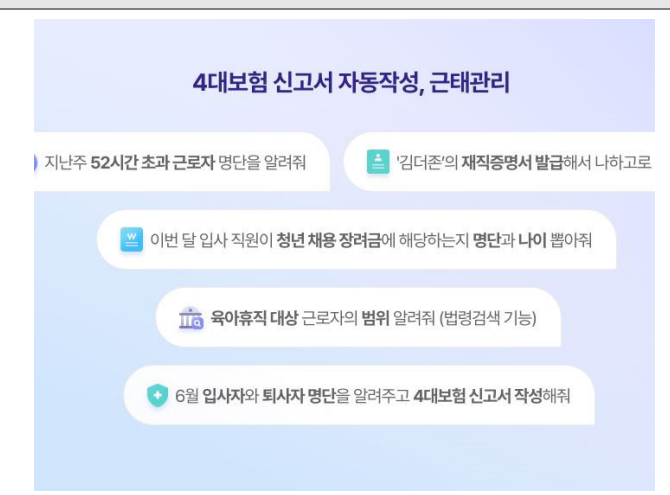 4대보험 신고서 자동작성, 근태관리
지난주 52시간 초과 근로자 명단을 알려줘
'김더존'의 재직증명서 발급해서 나하고로
이번 달 입사 직원이 청년 채용 장려금에 해당하는지 명단과 나이 뽑아줘
육아휴직 대상 근로자의 범위 알려줘 (법령검색 기능)
6월 입사자와 퇴사자 명단을 알려주고 4대보험 신고서 작성해줘